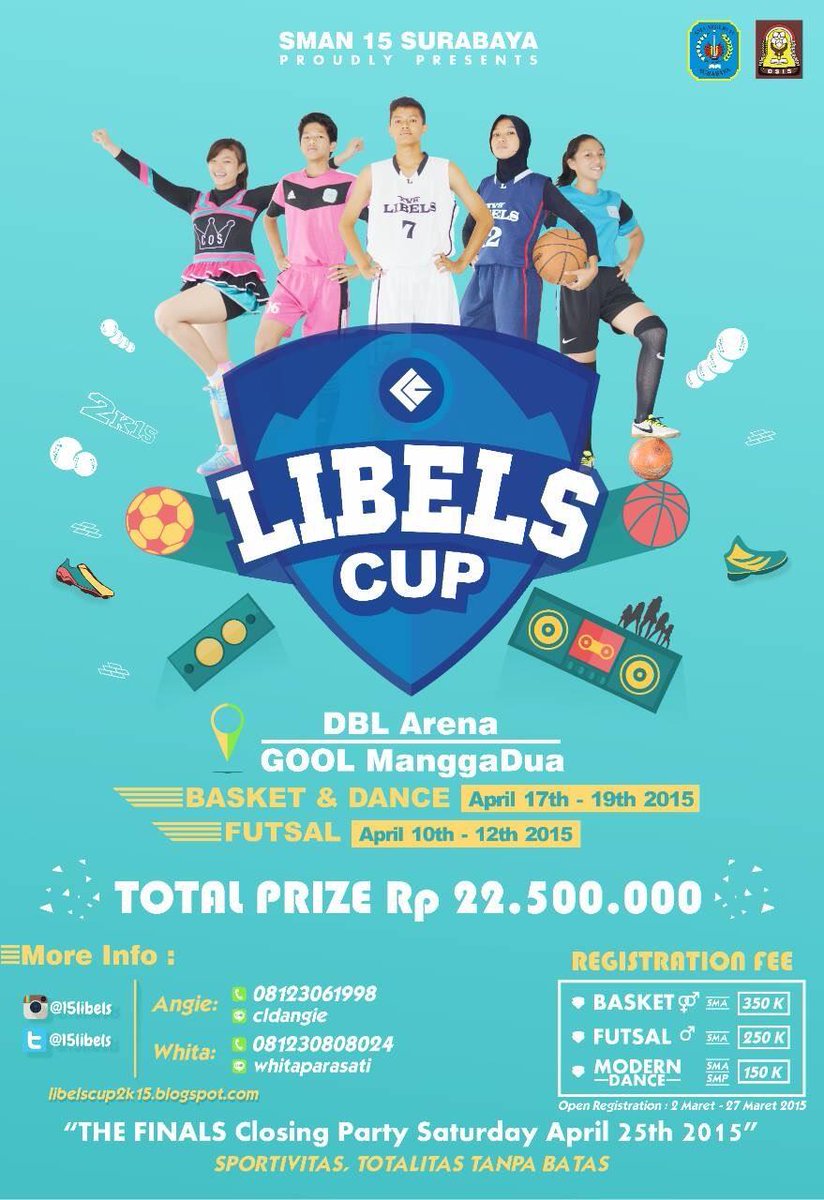 SMAN 15 SURABAYA
PROUDLY PRESENTS
SURABAYA
OSIS
COS
LIBELS
7
2
16
2K15
LIBELS
CUP
DBL Arena
GOOL ManggaDua
BASKET & DANCE April 17th - 19th 2015
FUTSAL April 10th - 12th 2015
TOTAL PRIZE Rp 22.500.000
More Info :
@15libels
@15libels
Angie: 08123061998
cldangie
Whita: 081230808024
whitaparasati
libelscup2k15.blogspot.com
REGISTRATION FEE
BASKET SMA 350 K
FUTSAL SMA 250 K
MODERN DANCE SMA SMP 150 K
Open Registration : 2 Maret - 27 Maret 2015
“THE FINALS Closing Party Saturday April 25th 2015”
SPORTIVITAS, TOTALITAS TANPA BATAS